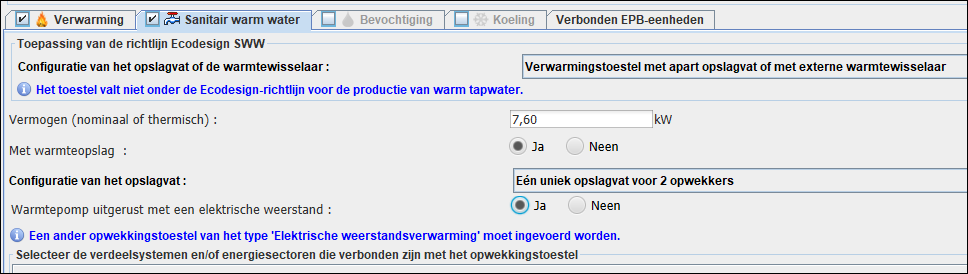 Verwarming Sanitair warm water Bevochtiging Koeling Verbonden EPB-eenheden
Toepassing van de richtlijn Ecodesign SWW
Configuratie van het opslagvat of de warmtewisselaar : Verwarmingstoestel met apart opslagvat of met externe warmtewisselaar
Het toestel valt niet onder de Ecodesign-richtlijn voor de productie van warm tapwater.
Vermogen (nominaal of thermisch) : 7,60 kW
Met warmteopslag : Ja Neen
Configuratie van het opslagvat : Eén uniek opslagvat voor 2 opwekkers
Warmtepomp uitgerust met een elektrische weerstand : Ja Neen
Een ander opwekkingstoestel van het type 'Elektrische weerstandsverwarming' moet ingevoerd worden.
Selecteer de verdeelsystemen en/of energiesectoren die verbonden zijn met het opwekkingstoestel